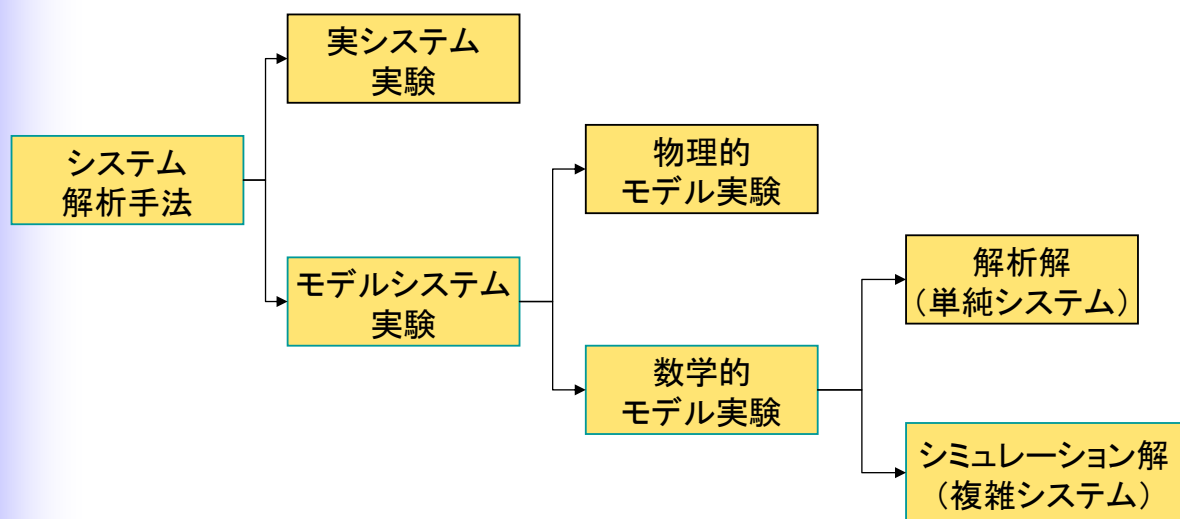 実システム
実験
システム
解析手法
物理的
モデル実験
モデルシステム
実験
解析解
（単純システム）
数学的
モデル実験
シミュレーション解
（複雑システム）